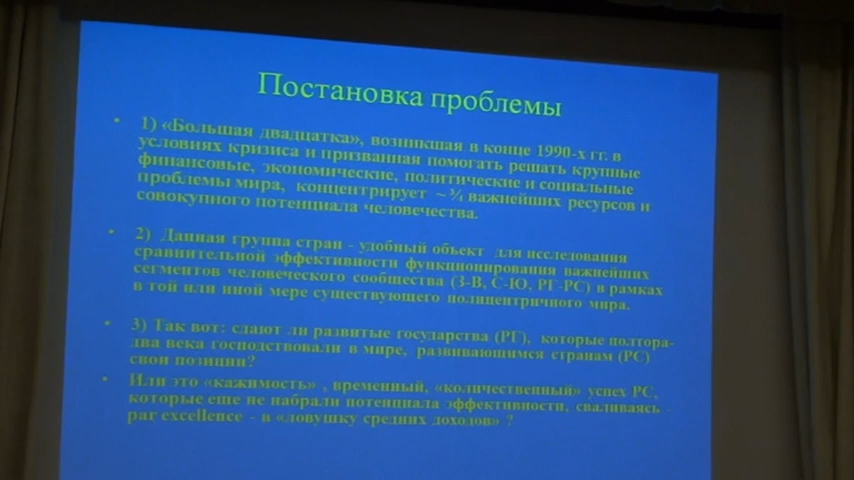 Постановка проблемы
• 1) «Большая двадцатка», возникшая в конце 1990-х гг. в
условиях кризиса и призванная помогать решать крупные
финансовые, экономические, политические и социальные
проблемы мира, концентрирует ~¾ важнейших ресурсов и
совокупного потенциала человечества.
• 2) Данная группа стран - удобный объект для исследования
сравнительной эффективности функционирования важнейших
сегментов человеческого сообщества (З-В, С-Ю, РГ-РС) в рамках
в той или иной мере существующего полицентричного мира.
• 3) Так вот: сдают ли развитые государства (РГ), которые полтора-
два века господствовали в мире, развивающимся странам (РС)
свои позиции?
• Или это «кажимость» , временный, «количественный» успех РС,
которые еще не набрали потенциала эффективности, сваливаясь -
par excellence - в «ловушку средних доходов» ?